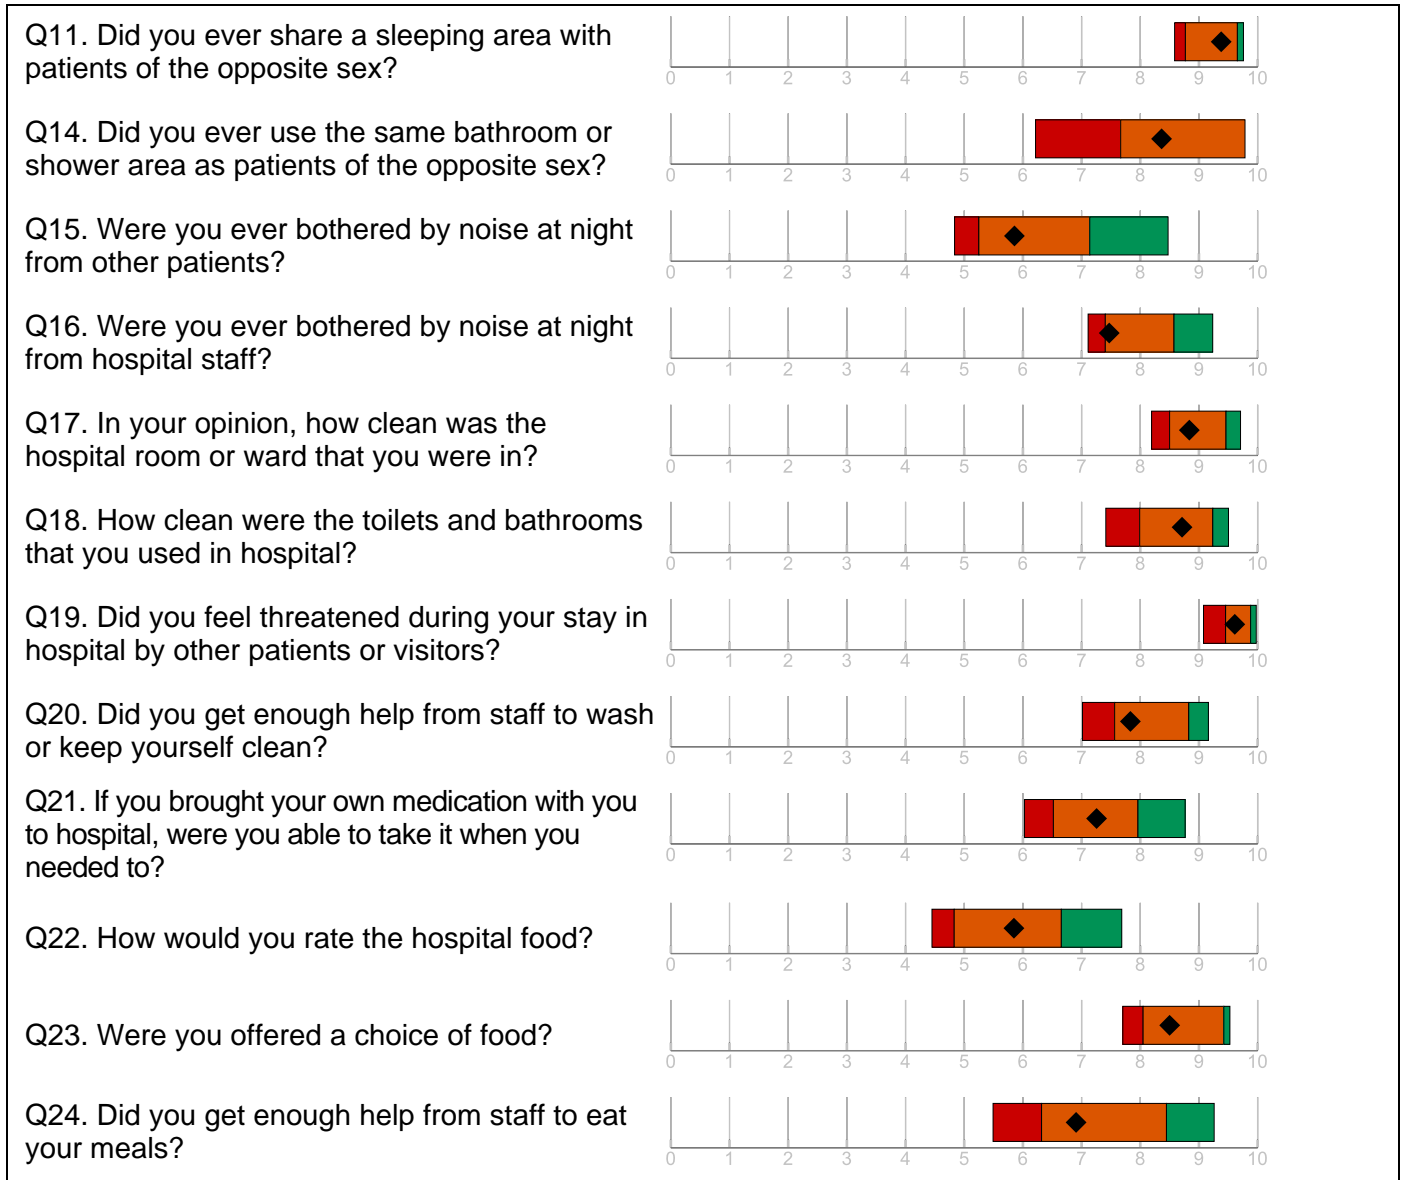 Q11. Did you ever share a sleeping area with
patients of the opposite sex?
0 1 2 3 4 5 6 7 8 9 10
Q14. Did you ever use the same bathroom or
shower area as patients of the opposite sex?
0 1 2 3 4 5 6 7 8 9 10
Q15. Were you ever bothered by noise at night
from other patients?
0 1 2 3 4 5 6 7 8 9 10
Q16. Were you ever bothered by noise at night
from hospital staff?
0 1 2 3 4 5 6 7 8 9 10
Q17. In your opinion, how clean was the
hospital room or ward that you were in?
0 1 2 3 4 5 6 7 8 9 10
Q18. How clean were the toilets and bathrooms
that you used in hospital?
0 1 2 3 4 5 6 7 8 9 10
Q19. Did you feel threatened during your stay in
hospital by other patients or visitors?
0 1 2 3 4 5 6 7 8 9 10
Q20. Did you get enough help from staff to wash
or keep yourself clean?
0 1 2 3 4 5 6 7 8 9 10
Q21. If you brought your own medication with you
to hospital, were you able to take it when you
needed to?
0 1 2 3 4 5 6 7 8 9 10
Q22. How would you rate the hospital food?
0 1 2 3 4 5 6 7 8 9 10
Q23. Were you offered a choice of food?
0 1 2 3 4 5 6 7 8 9 10
Q24. Did you get enough help from staff to eat
your meals?
0 1 2 3 4 5 6 7 8 9 10